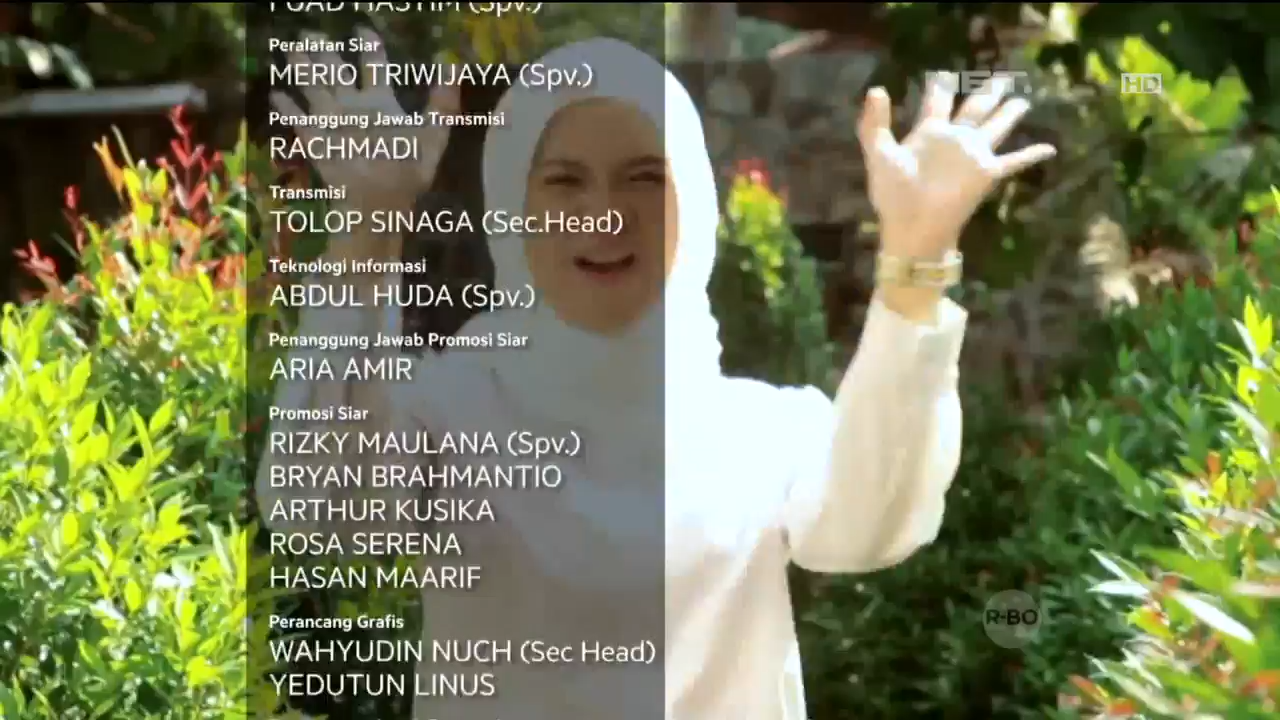 Peralatan Siar
MERIO TRIWIJAYA (Spv.)
Penanggung Jawab Transmisi
RACHMADI
Transmisi
TOLOP SINAGA (Sec.Head)
Teknologi Informasi
ABDUL HUDA (Spv.)
Penanggung Jawab Promosi Siar
ARIA AMIR
Promosi Siar
RIZKY MAULANA (Spv.)
BRYAN BRAHMANTIO
ARTHUR KUSIKA
ROSA SERENA
HASAN MAARIF
Perancang Grafis
WAHYUDIN NUCH (Sec Head)
YEDUTUN LINUS
NET.
HD
R-BO